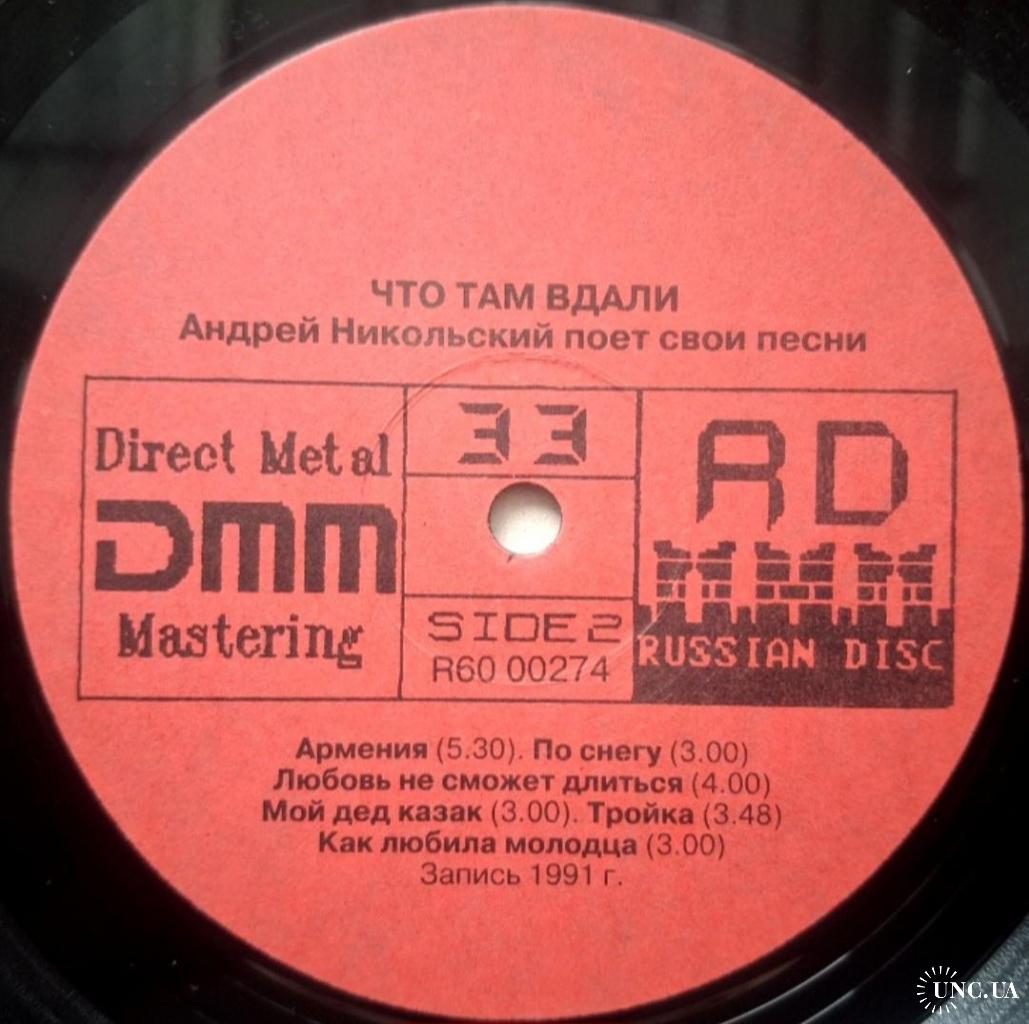 ЧТО ТАМ ВДАЛИ
Андрей Никольский поет свои песни
Direct Metal
DMM
Mastering
33
SIDE 2
R60 00274
RD
RUSSIAN DISC
Армения (5.30). По снегу (3.00)
Любовь не сможет длиться (4.00)
Мой дед казак (3.00). Тройка (3.48)
Как любила молодца (3.00)
Запись 1991 г.
UNC.UA